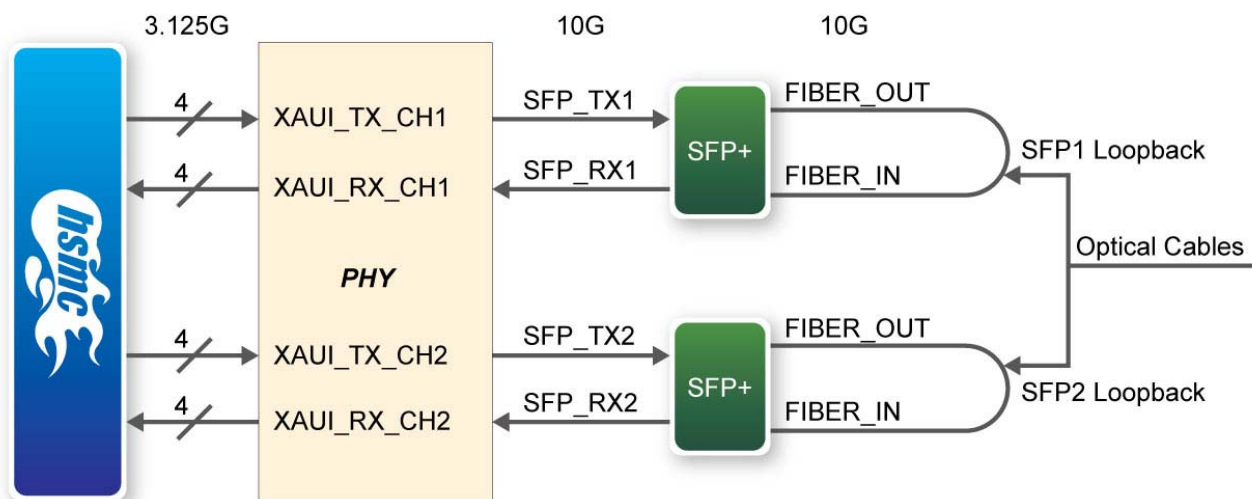 3.125G 10G 10G
4 XAUI_TX_CH1 SFP_TX1 FIBER_OUT
SFP+
SFP1 Loopback
4 XAUI_RX_CH1 SFP_RX1 FIBER_IN
hsmc
PHY
Optical Cables
4 XAUI_TX_CH2 SFP_TX2 FIBER_OUT
SFP+
SFP2 Loopback
4 XAUI_RX_CH2 SFP_RX2 FIBER_IN